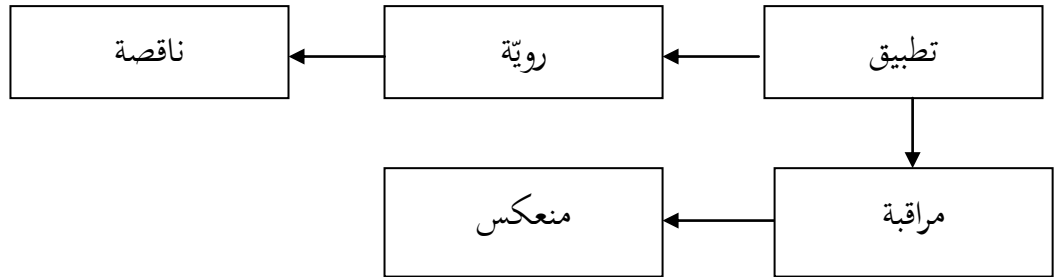 تطبيق
رويّة
ناقصة
مراقبة
منعكس